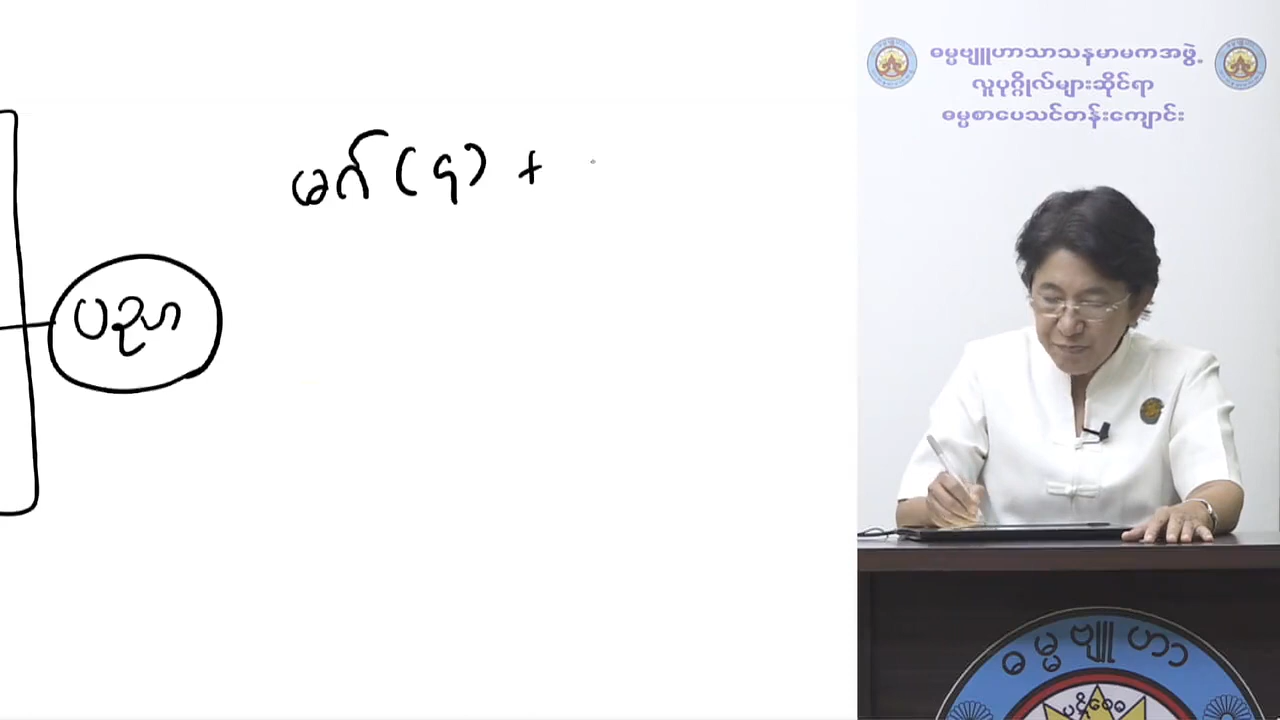 ဓမ္မဗျူဟာသာသနာ့မာမကအဖွဲ့
လူပုဂ္ဂိုလ်များဆိုင်ရာ
ဓမ္မစာပေသင်တန်းကျောင်း
မဂ် (၄) +
ပညာ
ဓမ္မဗျူဟာ